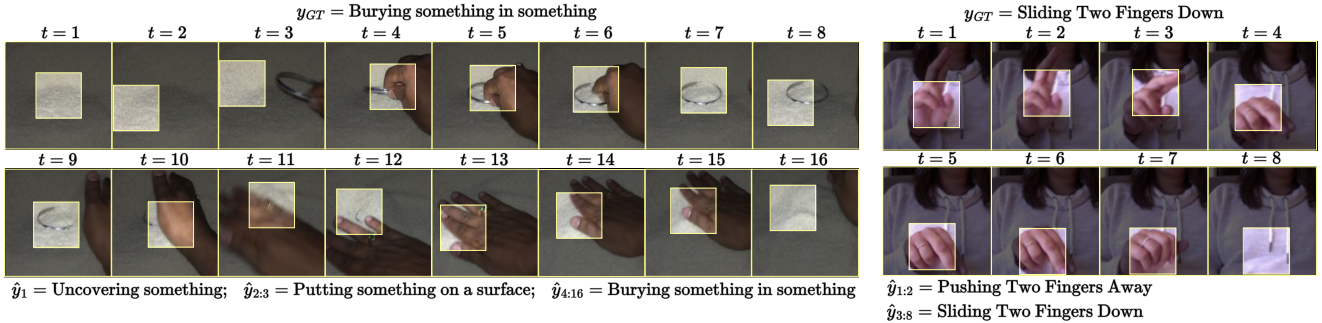 y_GT = Burying something in something
t = 1 t = 2 t = 3 t = 4 t = 5 t = 6 t = 7 t = 8
t = 9 t = 10 t = 11 t = 12 t = 13 t = 14 t = 15 t = 16
ŷ_1 = Uncovering something; ŷ_2:3 = Putting something on a surface; ŷ_4:16 = Burying something in something
y_GT = Sliding Two Fingers Down
t = 1 t = 2 t = 3 t = 4
t = 5 t = 6 t = 7 t = 8
ŷ_1:2 = Pushing Two Fingers Away
ŷ_3:8 = Sliding Two Fingers Down